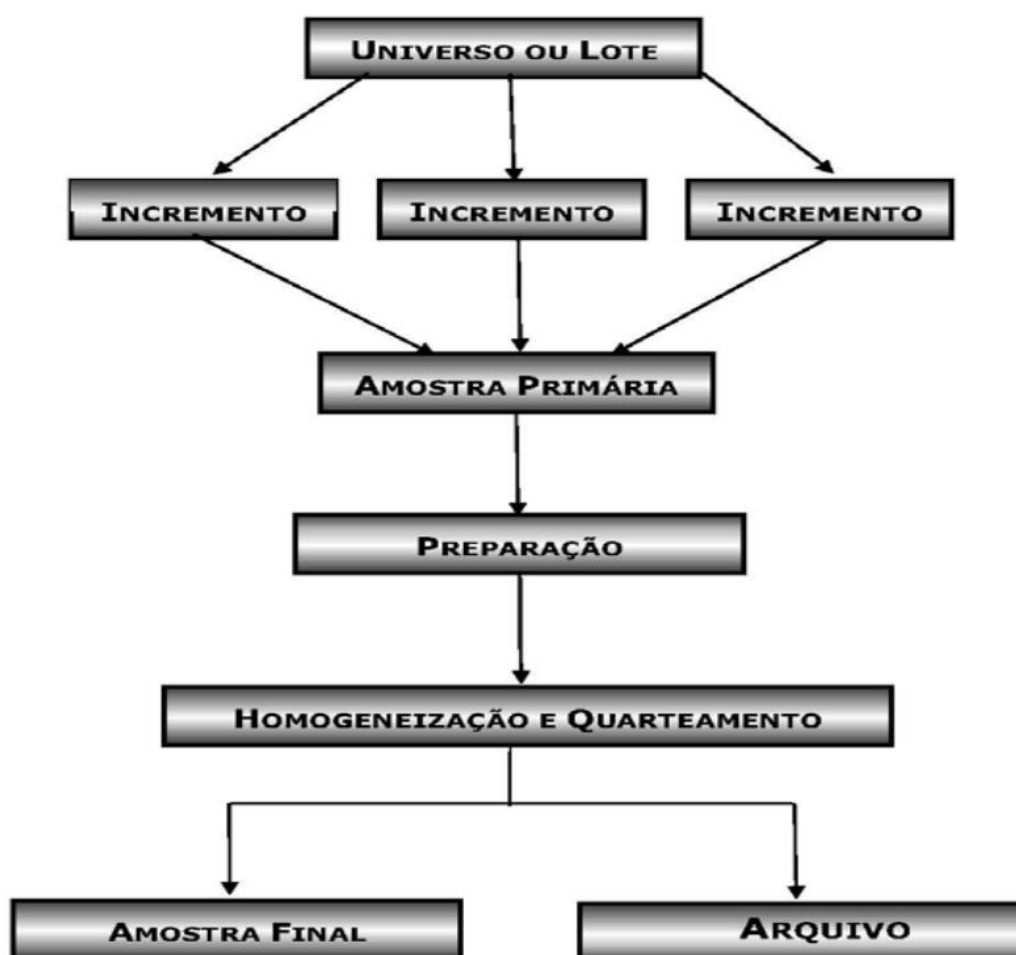 UNIVERSO OU LOTE
INCREMENTO
INCREMENTO
INCREMENTO
AMOSTRA PRIMÁRIA
PREPARAÇÃO
HOMOGENEIZAÇÃO E QUARTEAMENTO
AMOSTRA FINAL
ARQUIVO